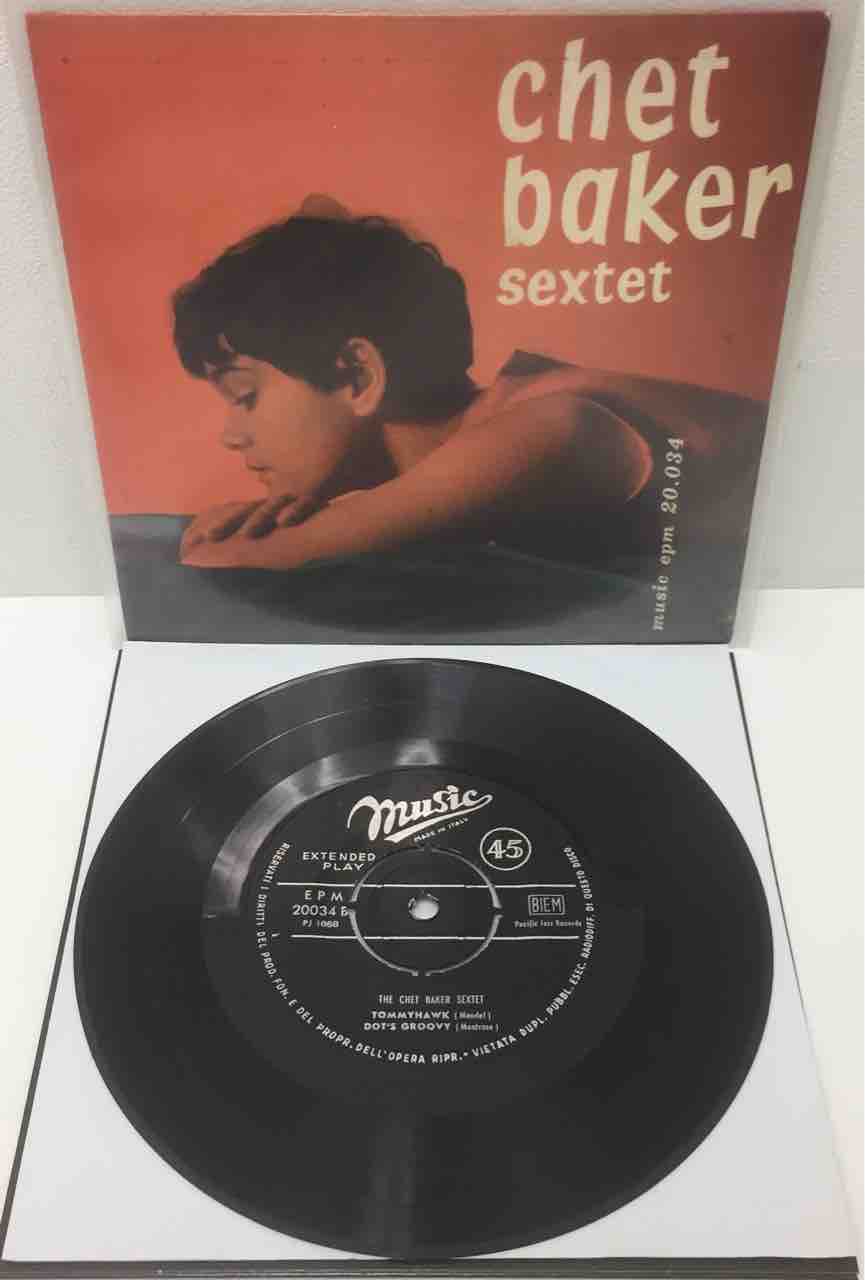 chet
baker
sextet
music epm 20.034
Music
MADE IN ITALY
45
EXTENDED
PLAY
EPM
20034 B
BIEM
Pacific Jazz Records
THE CHET BAKER SEXTET
TOMMYHAWK (Mandel)
DOT'S GROOVY (Montrose)
RISERVATI I DIRITTI DEL PROD. FON. E DEL PROPR. DELL'OPERA RIPR. • VIETATA DUPL. PUBBL. ESEC. RADIODIFF. DI QUESTO DISCO